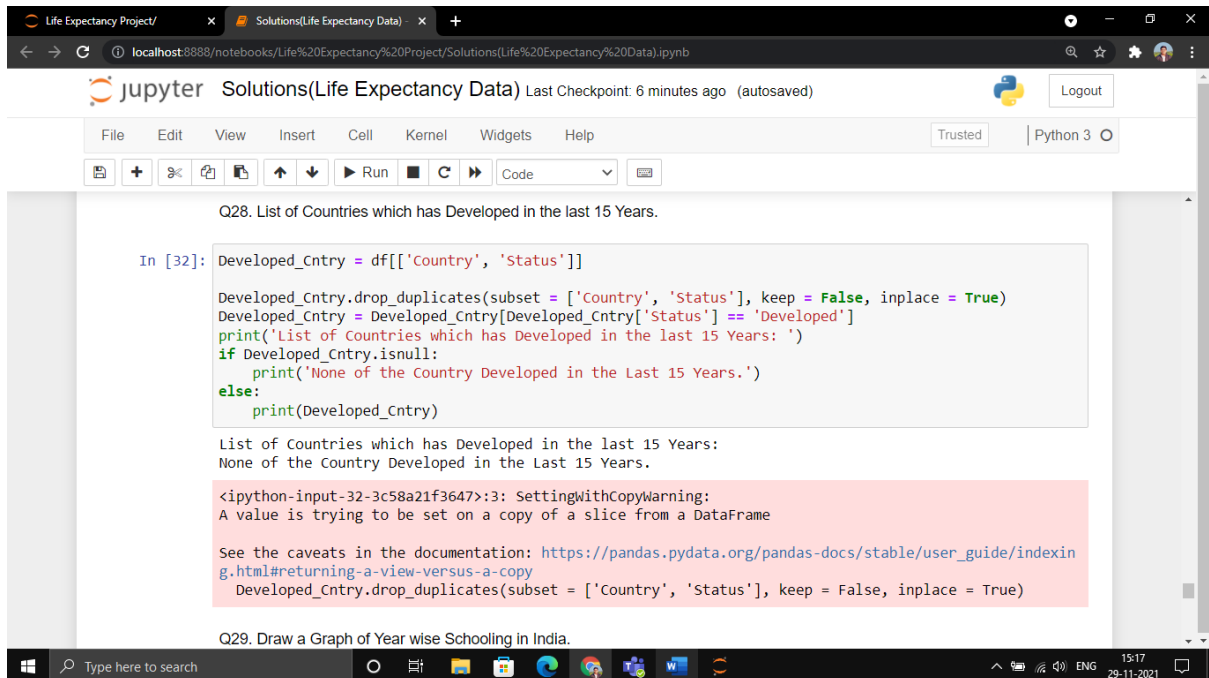 Life Expectancy Project/
Solutions(Life Expectancy Data) -
localhost:8888/notebooks/Life%20Expectancy%20Project/Solutions(Life%20Expectancy%20Data).ipynb
jupyter Solutions(Life Expectancy Data) Last Checkpoint: 6 minutes ago (autosaved)
Logout
File Edit View Insert Cell Kernel Widgets Help
Trusted
Python 3
Run
Code
Q28. List of Countries which has Developed in the last 15 Years.
In [32]: Developed_Cntry = df[['Country', 'Status']]
Developed_Cntry.drop_duplicates(subset = ['Country', 'Status'], keep = False, inplace = True)
Developed_Cntry = Developed_Cntry[Developed_Cntry['Status'] == 'Developed']
print('List of Countries which has Developed in the last 15 Years: ')
if Developed_Cntry.isnull:
    print('None of the Country Developed in the Last 15 Years.')
else:
    print(Developed_Cntry)
List of Countries which has Developed in the last 15 Years:
None of the Country Developed in the Last 15 Years.
<ipython-input-32-3c58a21f3647>:3: SettingWithCopyWarning:
A value is trying to be set on a copy of a slice from a DataFrame
See the caveats in the documentation: https://pandas.pydata.org/pandas-docs/stable/user_guide/indexin
g.html#returning-a-view-versus-a-copy
  Developed_Cntry.drop_duplicates(subset = ['Country', 'Status'], keep = False, inplace = True)
Q29. Draw a Graph of Year wise Schooling in India.
Type here to search
ENG
15:17
29-11-2021